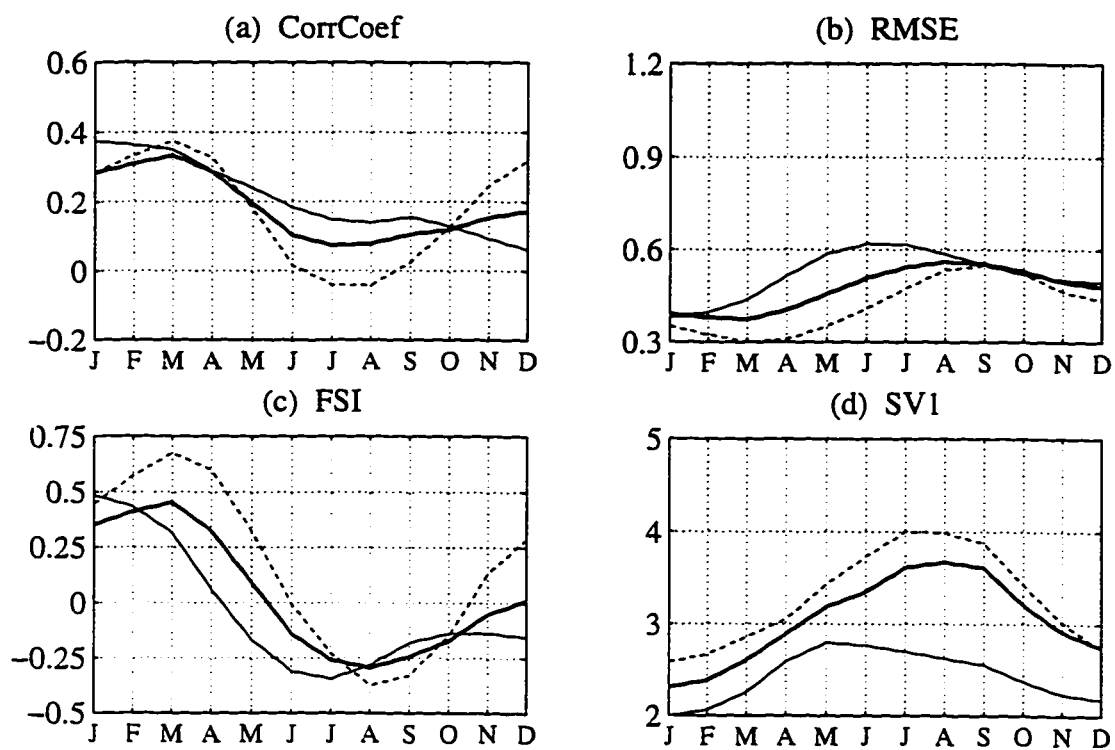 (a) CorrCoef
0.6
0.4
0.2
0
−0.2
J F M A M J J A S O N D
(b) RMSE
1.2
0.9
0.6
0.3
J F M A M J J A S O N D
(c) FSI
0.75
0.5
0.25
0
−0.25
−0.5
J F M A M J J A S O N D
(d) SV1
5
4
3
2
J F M A M J J A S O N D